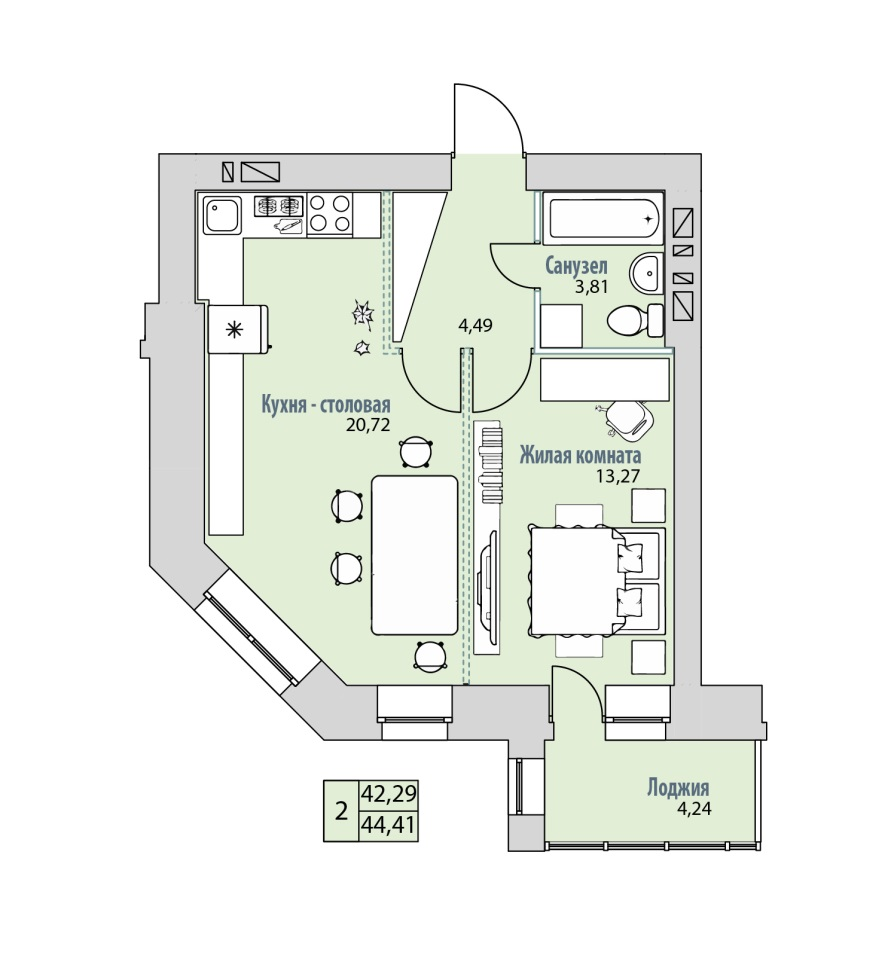 Санузел
3,81
4,49
Кухня - столовая
20,72
Жилая комната
13,27
Лоджия
4,24
2
42,29
44,41